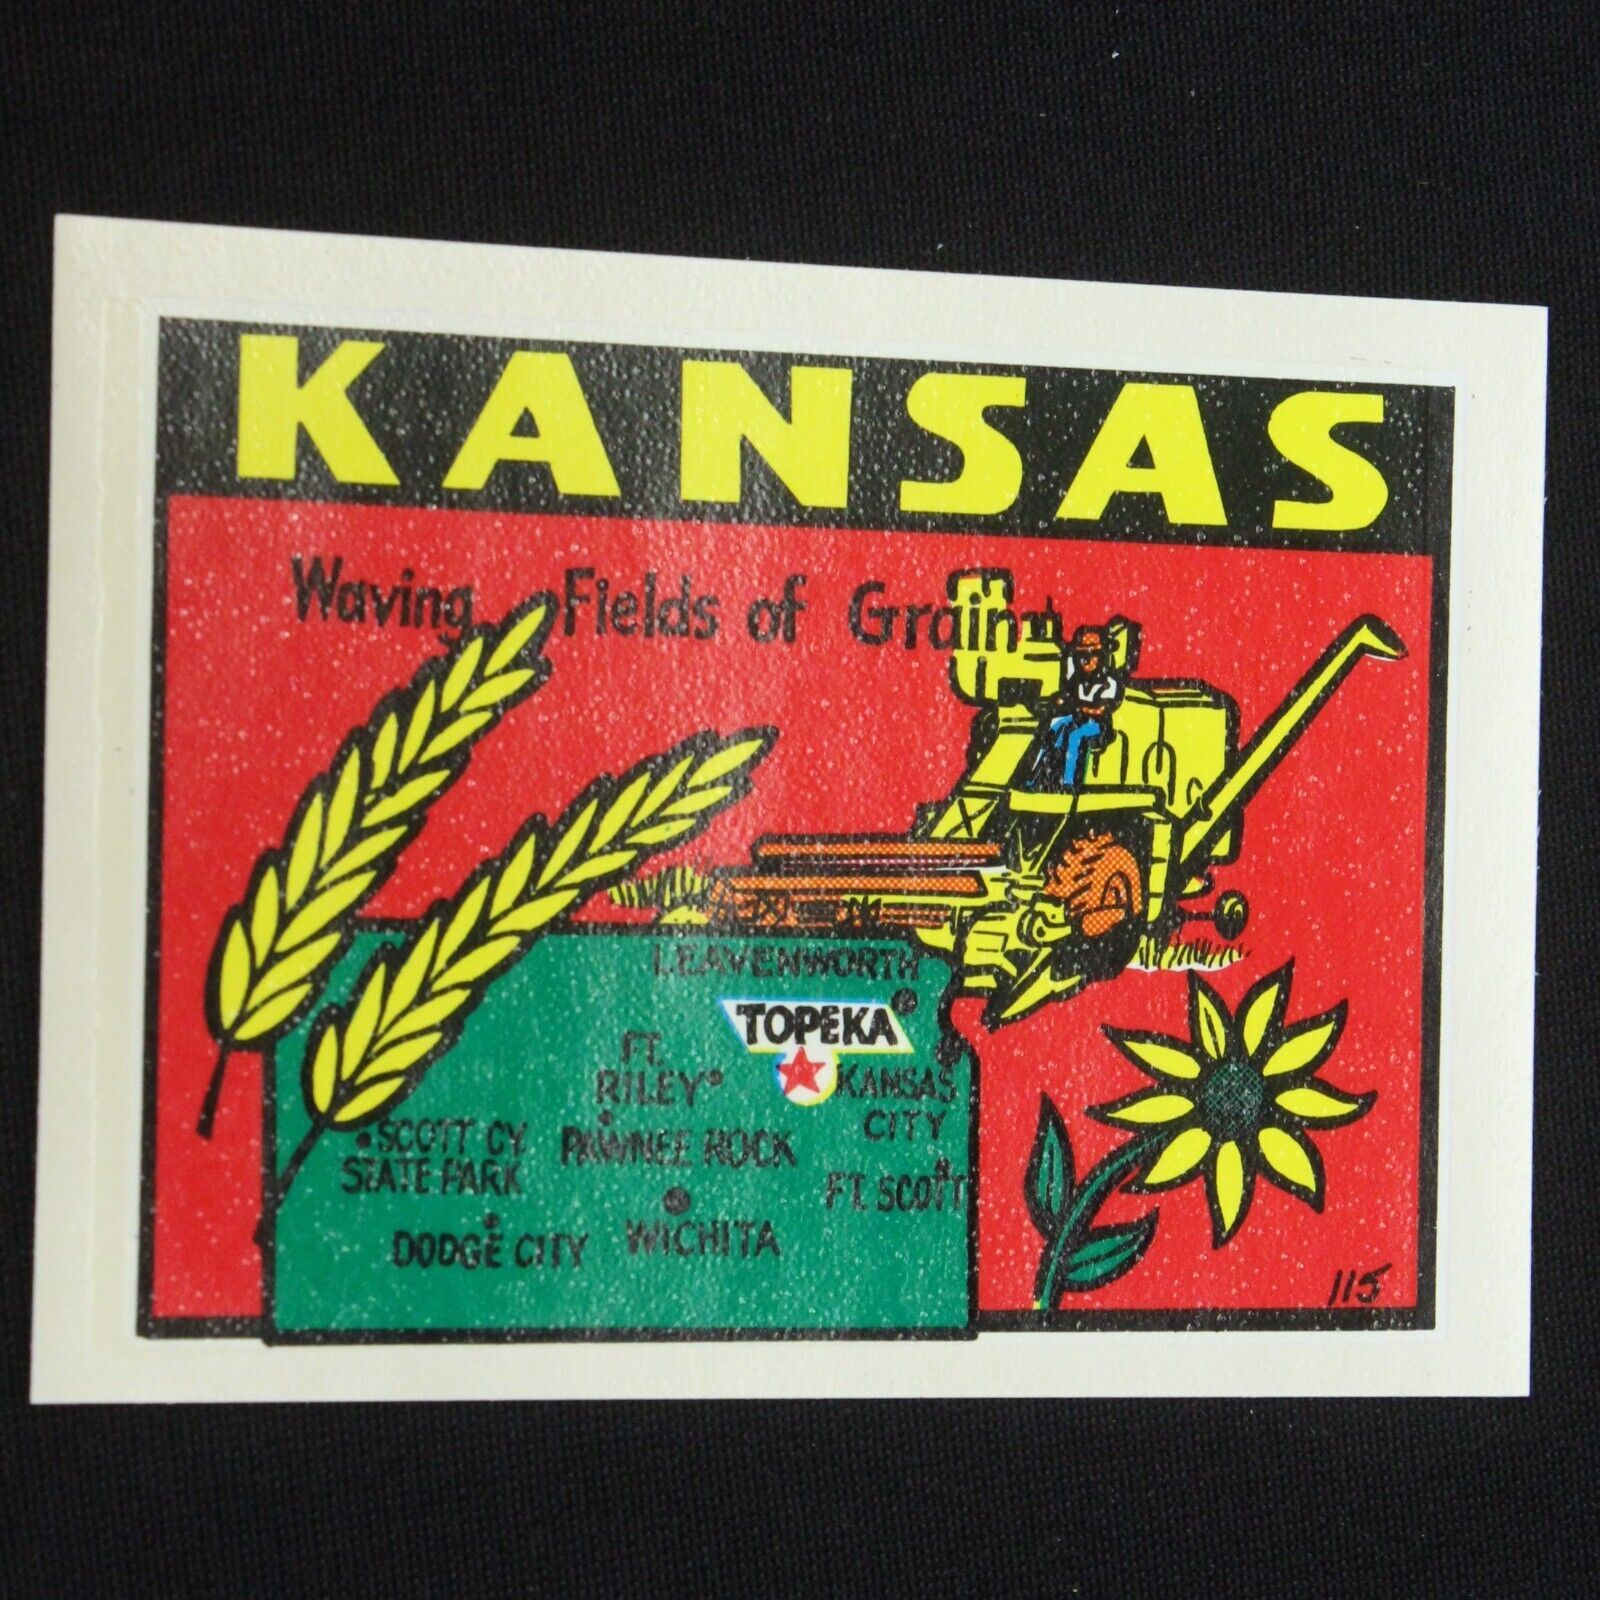 KANSAS
Waving Fields of Grain
LEAVENWORTH
TOPEKA
FT.
RILEY
KANSAS
CITY
SCOTT CY.
STATE PARK
PAWNEE ROCK
FT. SCOTT
DODGE CITY
WICHITA
115